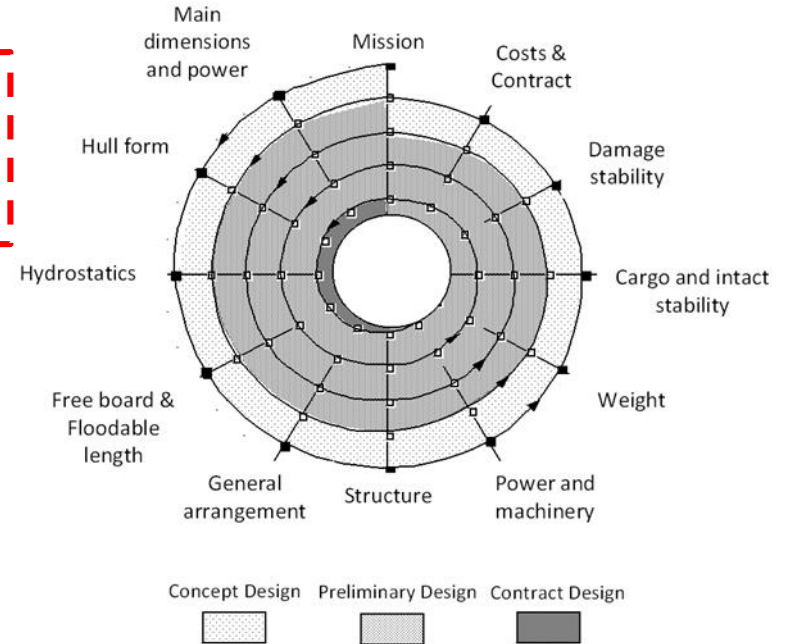 Main
dimensions
and power
Mission
Costs &
Contract
Hull form
Damage
stability
Hydrostatics
Cargo and intact
stability
Free board &
Floodable
length
Weight
General
arrangement
Structure
Power and
machinery
Concept Design
Preliminary Design
Contract Design